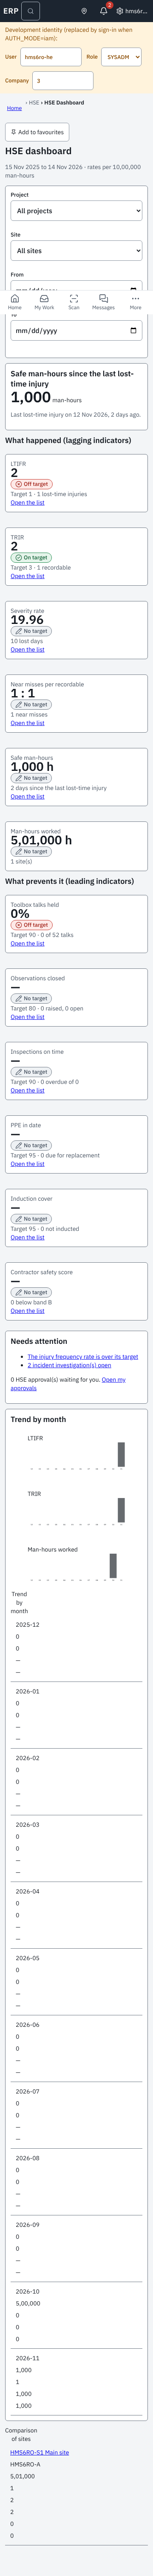 ERP
2
hms6r...
Development identity (replaced by sign-in when
AUTH_MODE=iam):
User
hms6ro-he
Role
SYSADM
Company
3
Home
› HSE › HSE Dashboard
Add to favourites
HSE dashboard
15 Nov 2025 to 14 Nov 2026 · rates per 10,00,000
man-hours
Project
All projects
Site
All sites
From
Home
My Work
Scan
Messages
More
mm/dd/yyyy
Safe man-hours since the last lost-
time injury
1,000 man-hours
Last lost-time injury on 12 Nov 2026, 2 days ago.
What happened (lagging indicators)
LTIFR
2
Off target
Target 1 · 1 lost-time injuries
Open the list
TRIR
2
On target
Target 3 · 1 recordable
Open the list
Severity rate
19.96
No target
10 lost days
Open the list
Near misses per recordable
1 : 1
No target
1 near misses
Open the list
Safe man-hours
1,000 h
No target
2 days since the last lost-time injury
Open the list
Man-hours worked
5,01,000 h
No target
1 site(s)
What prevents it (leading indicators)
Toolbox talks held
0%
Off target
Target 90 · 0 of 52 talks
Open the list
Observations closed
—
No target
Target 80 · 0 raised, 0 open
Open the list
Inspections on time
—
No target
Target 90 · 0 overdue of 0
Open the list
PPE in date
—
No target
Target 95 · 0 due for replacement
Open the list
Induction cover
—
No target
Target 95 · 0 not inducted
Open the list
Contractor safety score
—
No target
0 below band B
Open the list
Needs attention
• The injury frequency rate is over its target
• 2 incident investigation(s) open
0 HSE approval(s) waiting for you. Open my
approvals
Trend by month
LTIFR
TRIR
Man-hours worked
Trend
by
month
2025-12
0
0
—
—
2026-01
0
0
—
—
2026-02
0
0
—
—
2026-03
0
0
—
—
2026-04
0
0
—
—
2026-05
0
0
—
—
2026-06
0
0
—
—
2026-07
0
0
—
—
2026-08
0
0
—
—
2026-09
0
0
—
—
2026-10
5,00,000
0
0
0
2026-11
1,000
1
1,000
1,000
Comparison
of sites
HMS6RO-S1 Main site
HMS6RO-A
5,01,000
1
2
2
0
0